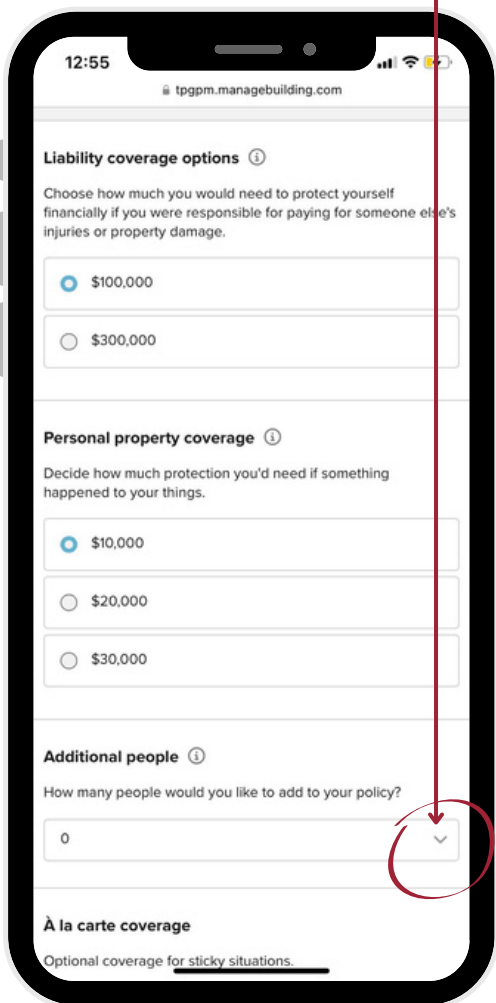 12:55
tpgpm.managebuilding.com
Liability coverage options
Choose how much you would need to protect yourself
financially if you were responsible for paying for someone else's
injuries or property damage.
$100,000
$300,000
Personal property coverage
Decide how much protection you'd need if something
happened to your things.
$10,000
$20,000
$30,000
Additional people
How many people would you like to add to your policy?
0
À la carte coverage
Optional coverage for sticky situations.